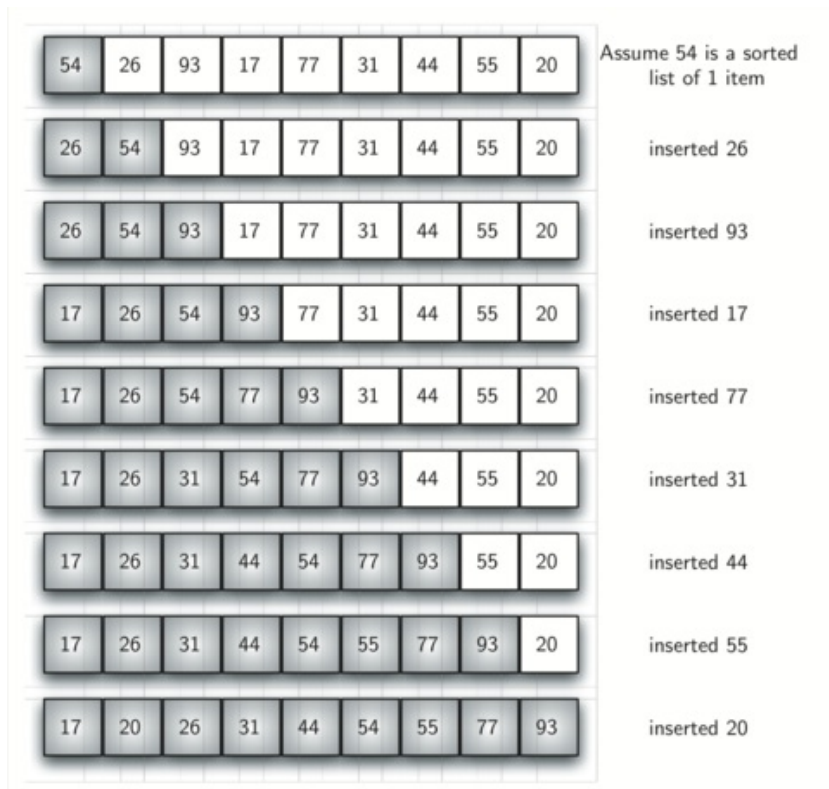 54 26 93 17 77 31 44 55 20 Assume 54 is a sorted
list of 1 item
26 54 93 17 77 31 44 55 20 inserted 26
26 54 93 17 77 31 44 55 20 inserted 93
17 26 54 93 77 31 44 55 20 inserted 17
17 26 54 77 93 31 44 55 20 inserted 77
17 26 31 54 77 93 44 55 20 inserted 31
17 26 31 44 54 77 93 55 20 inserted 44
17 26 31 44 54 55 77 93 20 inserted 55
17 20 26 31 44 54 55 77 93 inserted 20